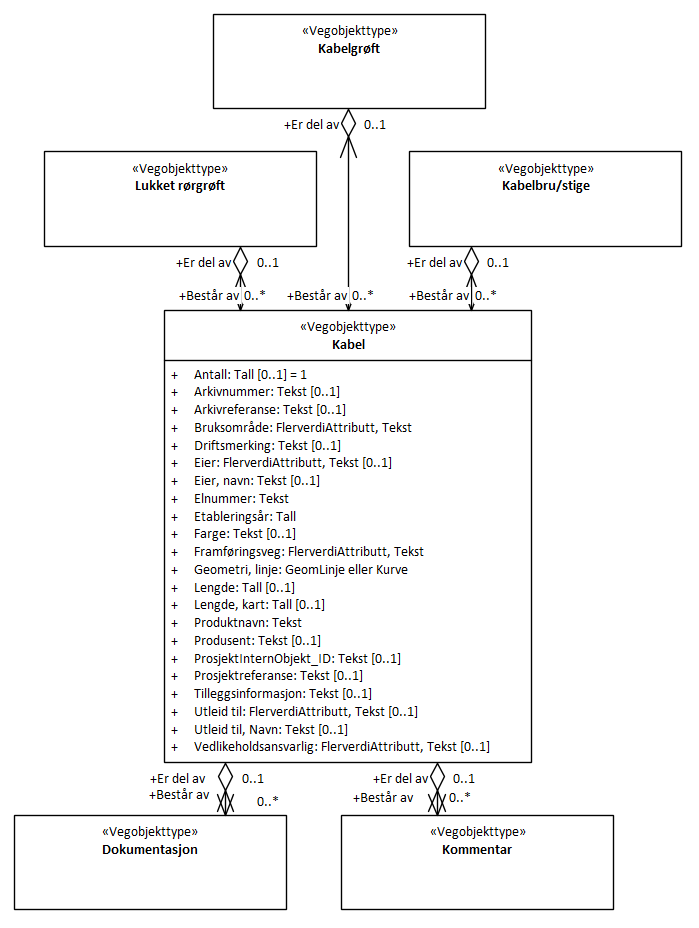 «Vegobjekttype»
Kabelgrøft
+Er del av 0..1
«Vegobjekttype»
Lukket rørgrøft
«Vegobjekttype»
Kabelbru/stige
+Er del av 0..1
+Er del av 0..1
+Består av 0..*
+Består av 0..*
+Består av 0..*
«Vegobjekttype»
Kabel
+ Antall: Tall [0..1] = 1
+ Arkivnummer: Tekst [0..1]
+ Arkivreferanse: Tekst [0..1]
+ Bruksområde: FlerverdiAttributt, Tekst
+ Driftsmerking: Tekst [0..1]
+ Eier: FlerverdiAttributt, Tekst [0..1]
+ Eier, navn: Tekst [0..1]
+ Elnummer: Tekst
+ Etableringsår: Tall
+ Farge: Tekst [0..1]
+ Framføringsveg: FlerverdiAttributt, Tekst
+ Geometri, linje: GeomLinje eller Kurve
+ Lengde: Tall [0..1]
+ Lengde, kart: Tall [0..1]
+ Produktnavn: Tekst
+ Produsent: Tekst [0..1]
+ ProsjektInternObjekt_ID: Tekst [0..1]
+ Prosjektreferanse: Tekst [0..1]
+ Tilleggsinformasjon: Tekst [0..1]
+ Utleid til: FlerverdiAttributt, Tekst [0..1]
+ Utleid til, Navn: Tekst [0..1]
+ Vedlikeholdsansvarlig: FlerverdiAttributt, Tekst [0..1]
+Er del av 0..1
+Består av 0..*
+Er del av 0..1
+Består av 0..*
«Vegobjekttype»
Dokumentasjon
«Vegobjekttype»
Kommentar